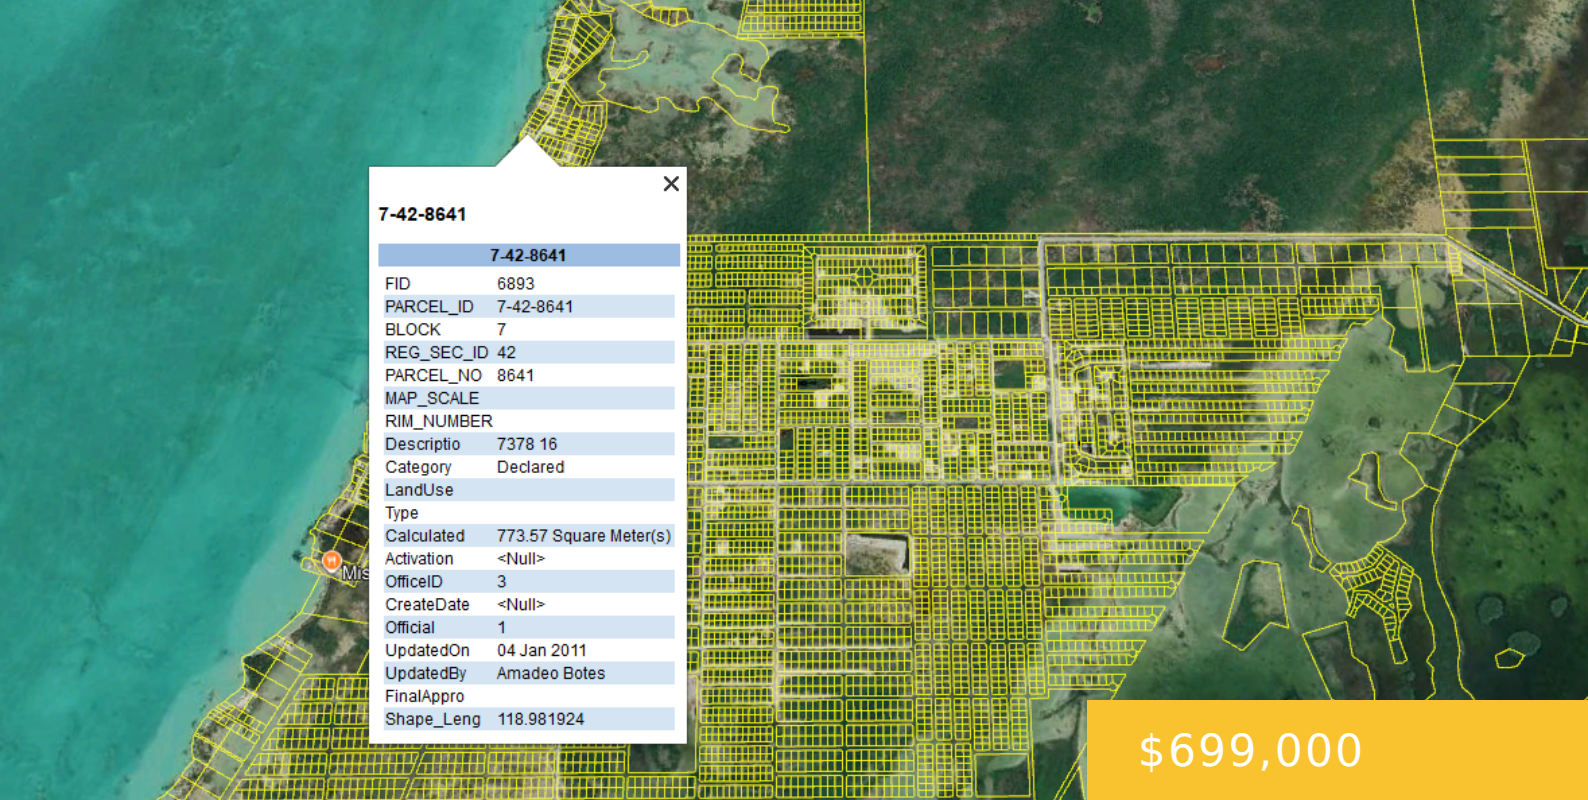 7-42-8641
7-42-8641
FID 6893
PARCEL_ID 7-42-8641
BLOCK 7
REG_SEC_ID 42
PARCEL_NO 8641
MAP_SCALE
RIM_NUMBER
Descriptio 7378 16
Category Declared
LandUse
Type
Calculated 773.57 Square Meter(s)
Activation <Null>
OfficeID 3
CreateDate <Null>
Official 1
UpdatedOn 04 Jan 2011
UpdatedBy Amadeo Botes
FinalAppro
Shape_Leng 118.981924
Mis
$699,000